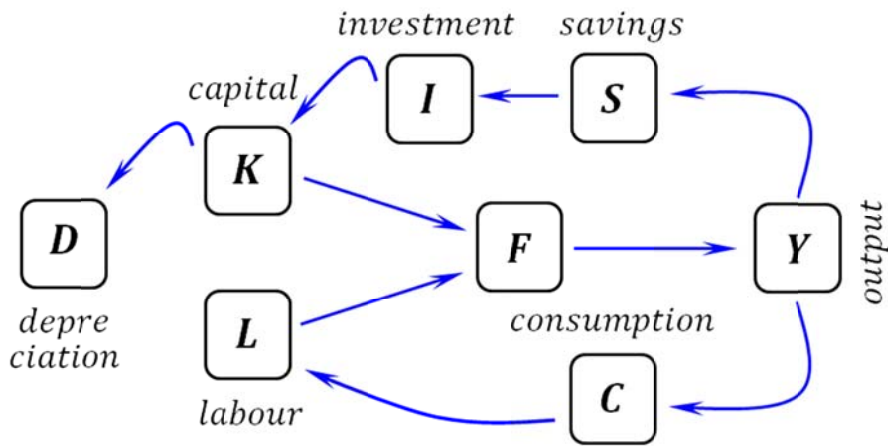 investment
savings
capital
I
S
K
D
F
Y
output
L
depre
ciation
consumption
C
labour